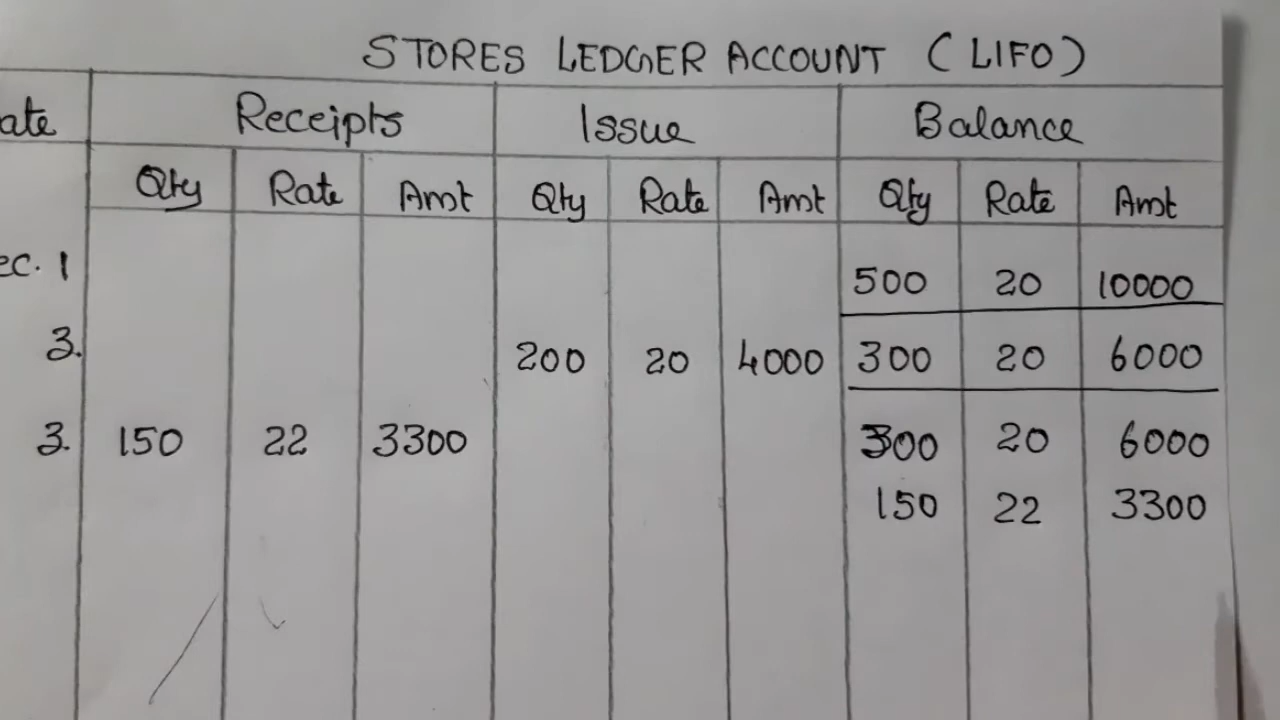 STORES LEDGER ACCOUNT (LIFO)
ate Receipts Issue Balance
Qty Rate Amt Qty Rate Amt Qty Rate Amt
ec. 1 500 20 10000
3. 200 20 4000 300 20 6000
3. 150 22 3300 300 20 6000
150 22 3300